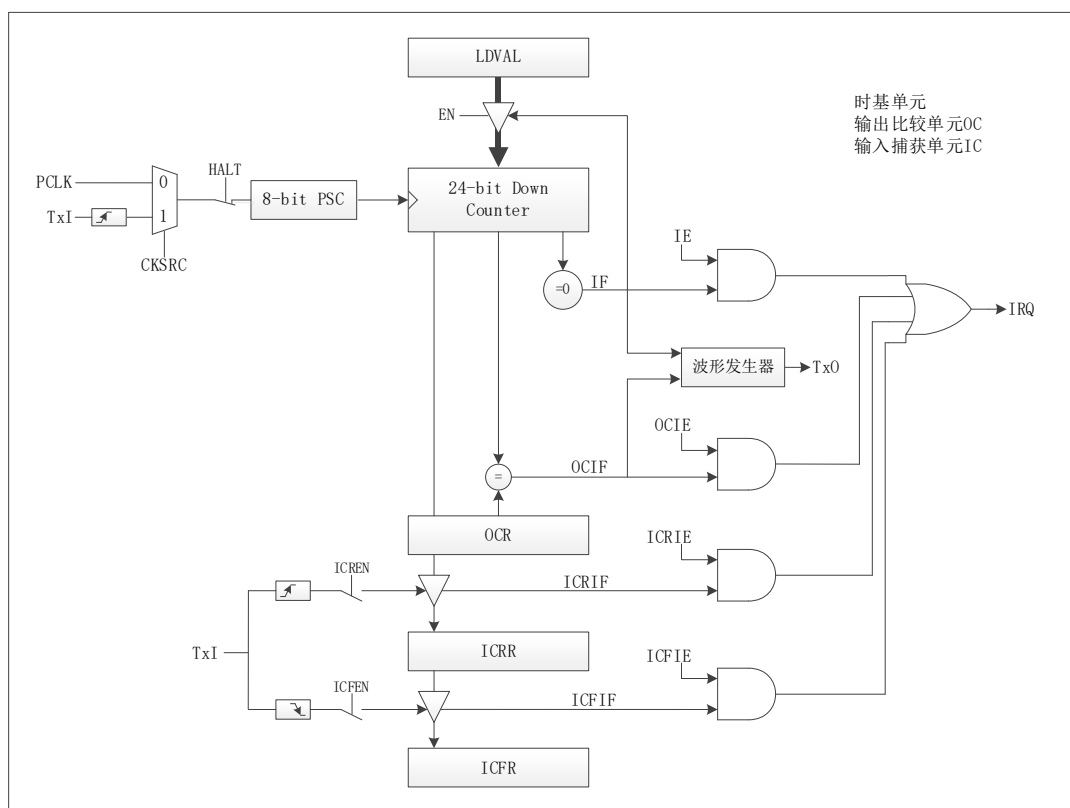 LDVAL
时基单元
输出比较单元OC
输入捕获单元IC
EN
HALT
PCLK
0
8-bit PSC
24-bit Down
Counter
TxI
1
CKSRC
IE
=0
IF
IRQ
波形发生器
TxO
OCIE
=
OCIF
OCR
ICRIE
ICREN
ICRIF
TxI
ICRR
ICFIE
ICFEN
ICFIF
ICFR